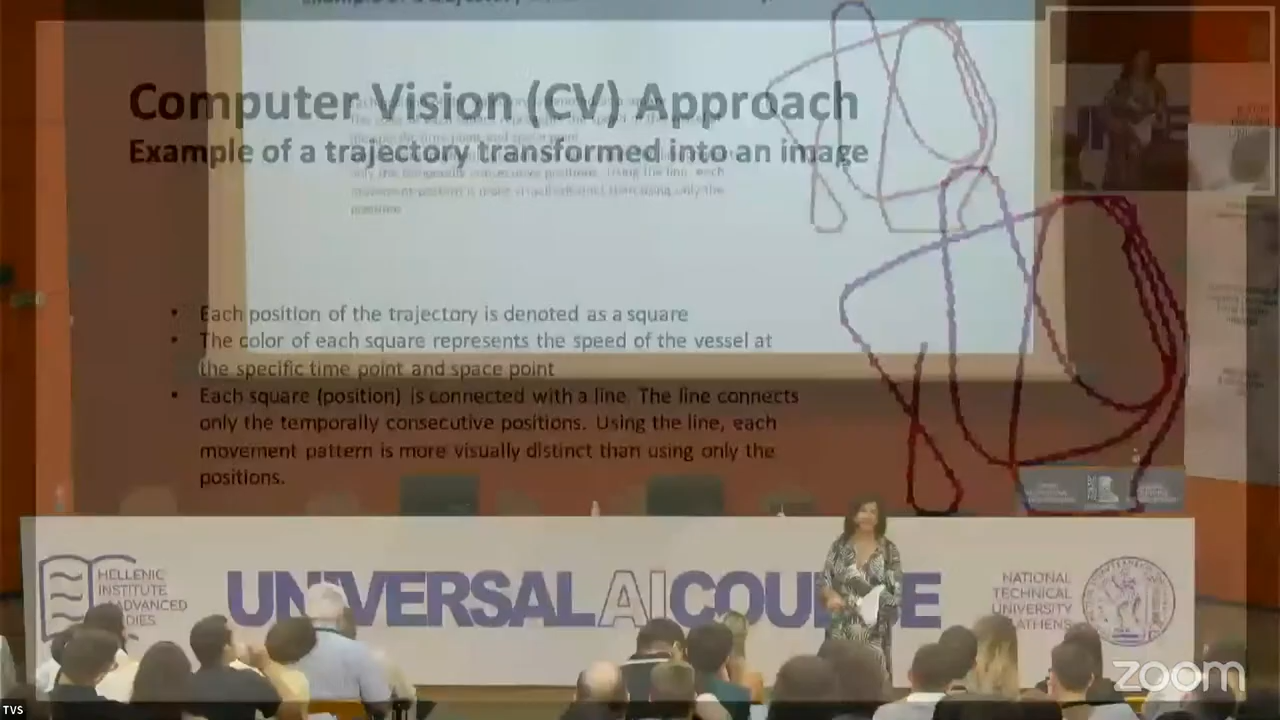 Computer Vision (CV) Approach
Example of a trajectory transformed into an image
• Each position of the trajectory is denoted as a square
• The color of each square represents the speed of the vessel at
the specific time point and space point
• Each square (position) is connected with a line. The line connects
only the temporally consecutive positions. Using the line, each
movement pattern is more visually distinct than using only the
positions.
HELLENIC
INSTITUTE
ADVANCED
DIES
UNIVERSAL AI COU E
NATIONAL
TECHNICAL
UNIVERSITY
ATHENS
zoom
TVS